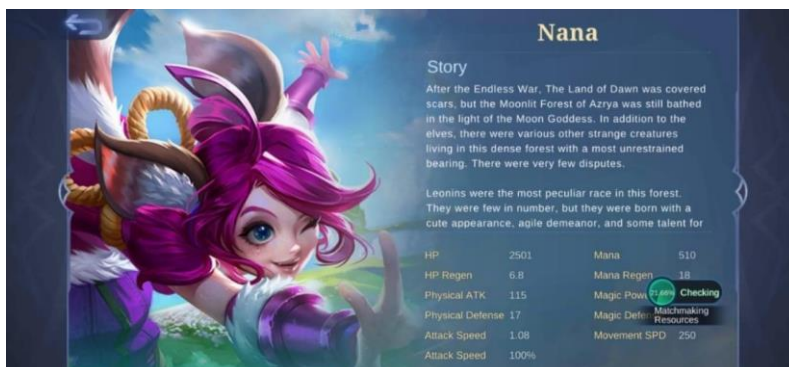 Nana
Story
After the Endless War, The Land of Dawn was covered
scars, but the Moonlit Forest of Azrya was still bathed
in the light of the Moon Goddess. In addition to the
elves, there were various other strange creatures
living in this dense forest with a most unrestrained
bearing. There were very few disputes.
Leonins were the most peculiar race in this forest.
They were few in number, but they were born with a
cute appearance, agile demeanor, and some talent for
HP 2501 Mana 510
HP Regen 6.8 Mana Regen 18
Physical ATK 115 Magic
21.66% Checking
Physical Defense 17 Magic
Matchmaking
Resources
Attack Speed 1.08 Movement SPD 250
Attack Speed 100%